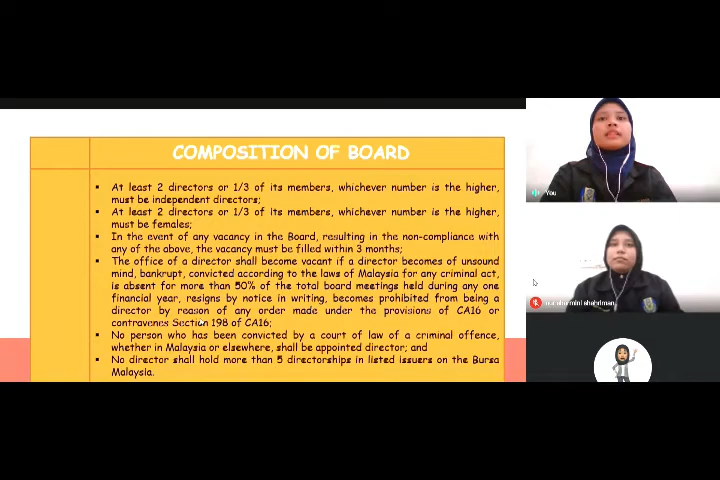 COMPOSITION OF BOARD
▪ At least 2 directors or 1/3 of its members, whichever number is the higher,
must be independent directors;
▪ At least 2 directors or 1/3 of its members, whichever number is the higher,
must be females;
▪ In the event of any vacancy in the Board, resulting in the non-compliance with
any of the above, the vacancy must be filled within 3 months;
▪ The office of a director shall become vacant if a director becomes of unsound
mind, bankrupt, convicted according to the laws of Malaysia for any criminal act,
is absent for more than 50% of the total board meetings held during any one
financial year, resigns by notice in writing, becomes prohibited from being a
director by reason of any order made under the provisions of CA16 or
contravenes Section 198 of CA16;
▪ No person who has been convicted by a court of law of a criminal offence,
whether in Malaysia or elsewhere, shall be appointed director; and
▪ No director shall hold more than 5 directorships in listed issuers on the Bursa
Malaysia.
You
shahriman